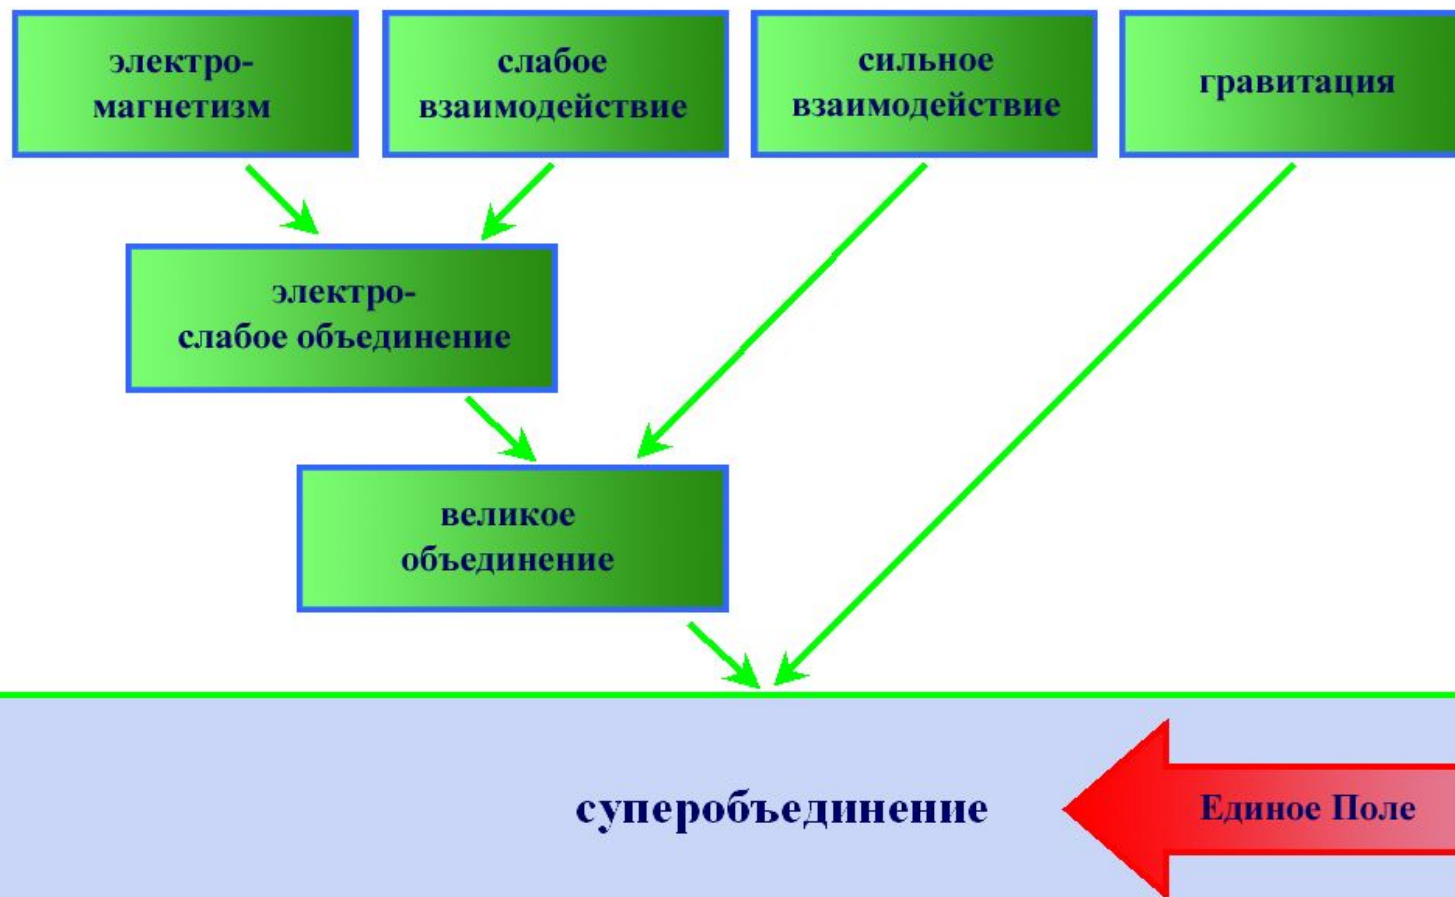 электро-
магнетизм
слабое
взаимодействие
сильное
взаимодействие
гравитация
электро-
слабое объединение
великое
объединение
суперобъединение
Единое Поле